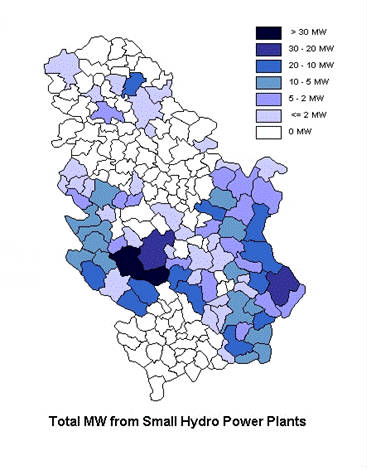 > 30 MW
30 - 20 MW
20 - 10 MW
10 - 5 MW
5 - 2 MW
<= 2 MW
0 MW
Total MW from Small Hydro Power Plants